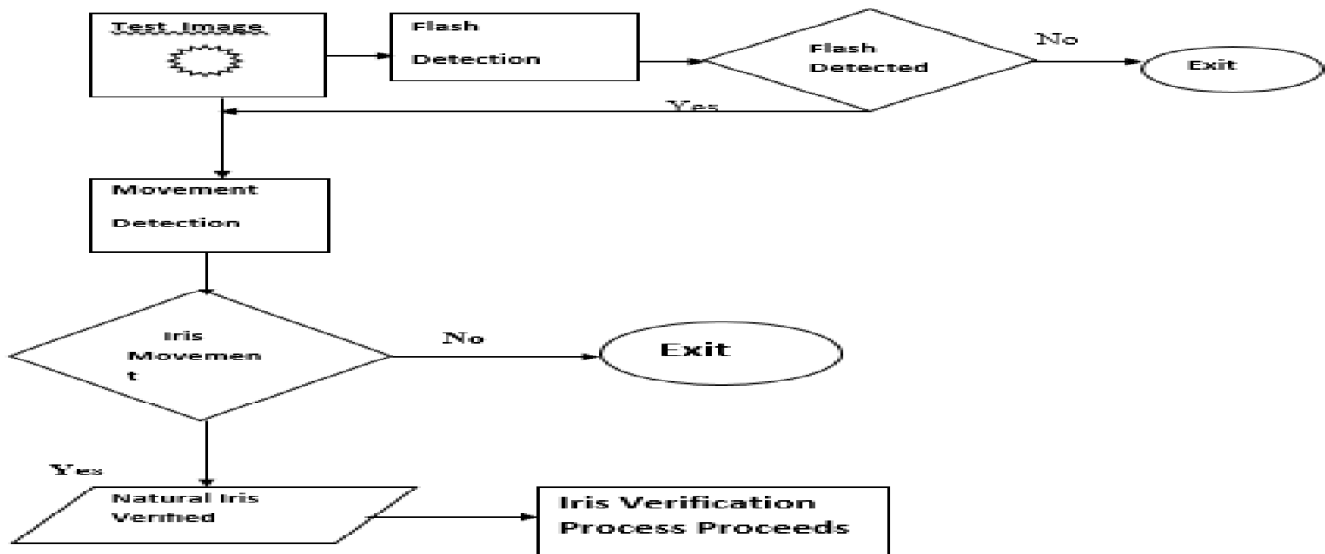 Test Image
Flash
Detection
Flash
Detected
No
Exit
Yes
Movement
Detection
Iris
Movemen
t
No
Exit
Yes
Natural Iris
Verified
Iris Verification
Process Proceeds